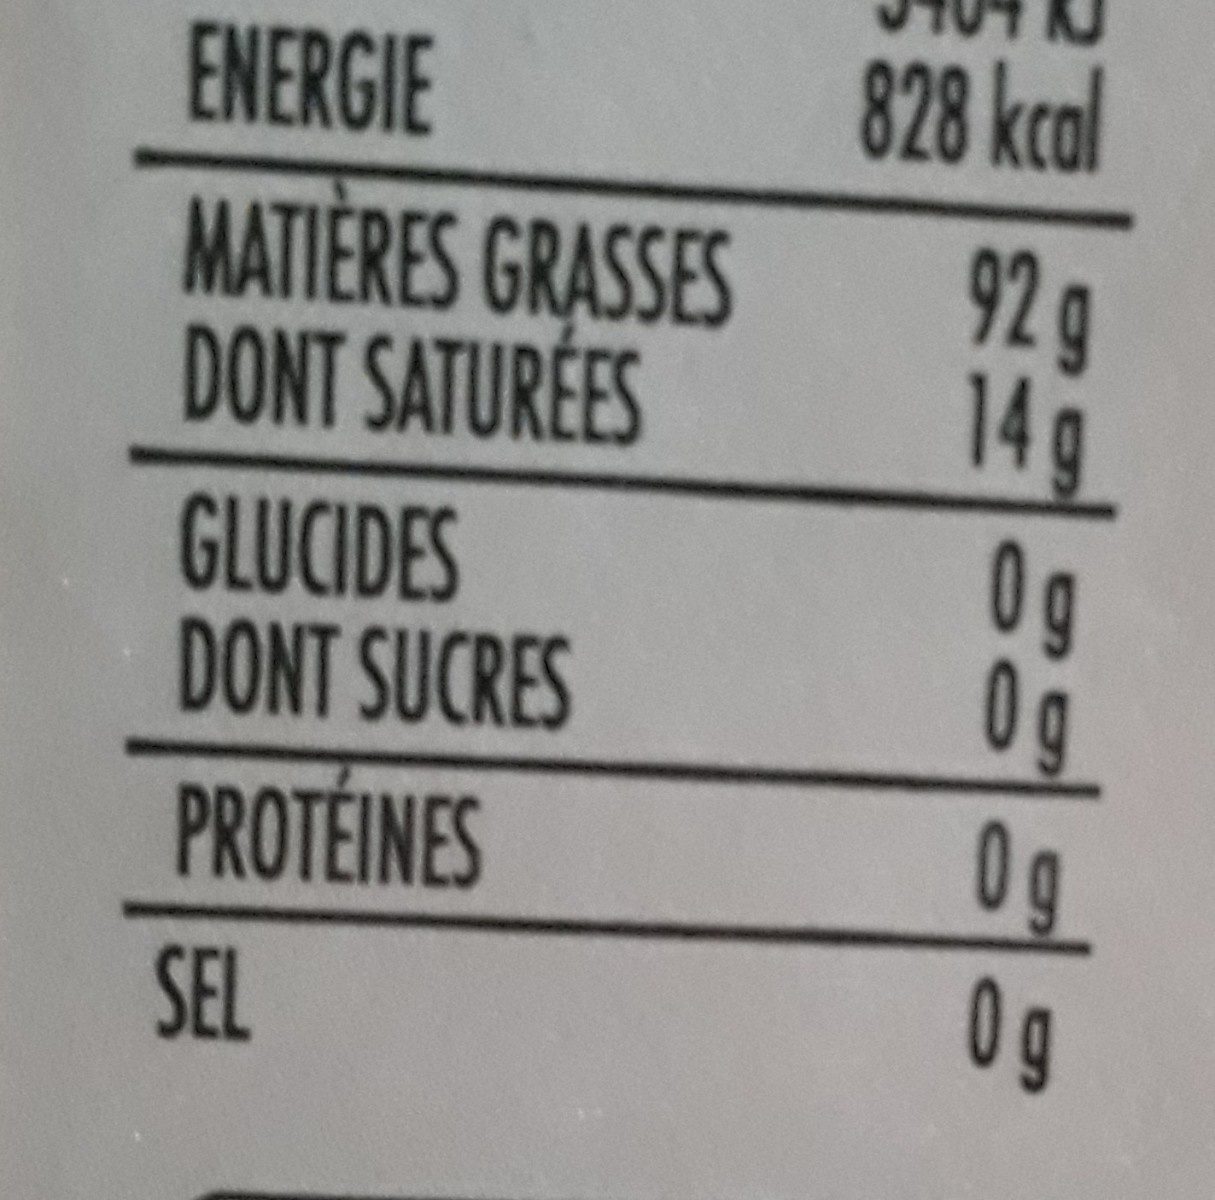 ENERGIE 828 kcal
MATIÈRES GRASSES 92 g
DONT SATURÉES 14 g
GLUCIDES 0 g
DONT SUCRES 0 g
PROTÉINES 0 g
SEL 0 g